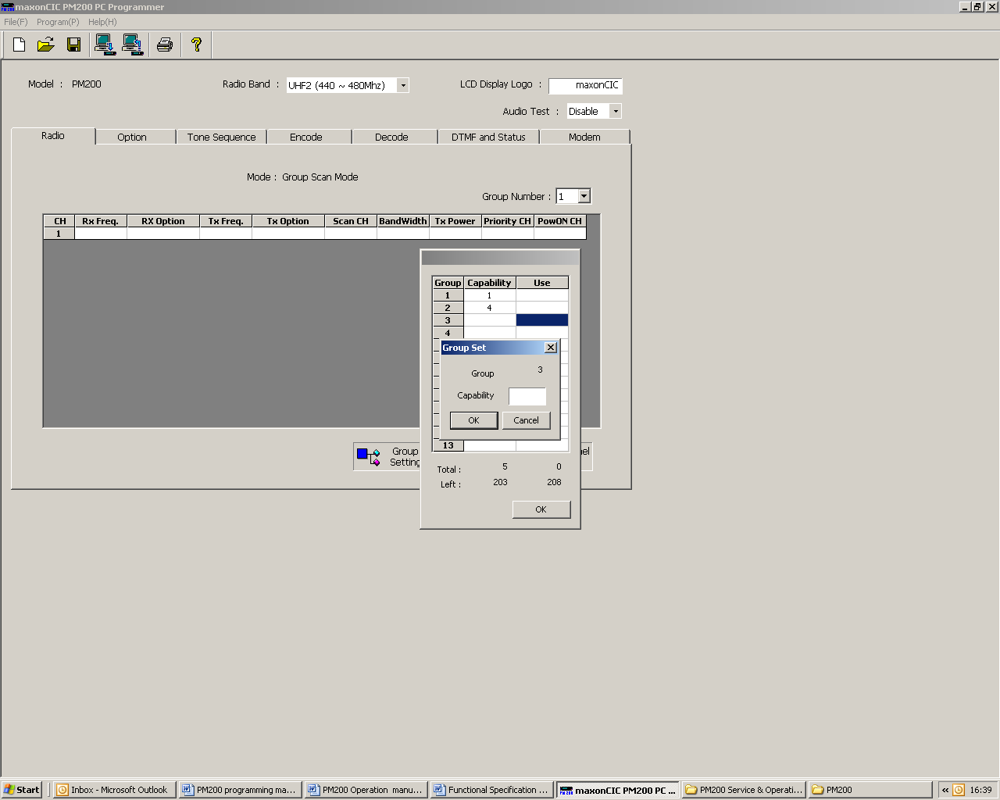 maxonCIC PM200 PC Programmer
File(F) Program(P) Help(H)
Model : PM200 Radio Band : UHF2 (440 ~ 480Mhz) LCD Display Logo : maxonCIC
Audio Test : Disable
Radio Option Tone Sequence Encode Decode DTMF and Status Modem
Mode : Group Scan Mode
Group Number : 1
CH Rx Freq. RX Option Tx Freq. Tx Option Scan CH BandWidth Tx Power Priority CH PowON CH
1
Group Capability Use
1 1
2 4
3
4
Group Set
Group 3
Capability
OK Cancel
13
Group
Setting
Total : 5 0
Left : 203 208
OK
Start Inbox - Microsoft Outlook PM200 programming ma... PM200 Operation manu... Functional Specification ... maxonCIC PM200 PC ... PM200 Service & Operati... PM200 « 16:39